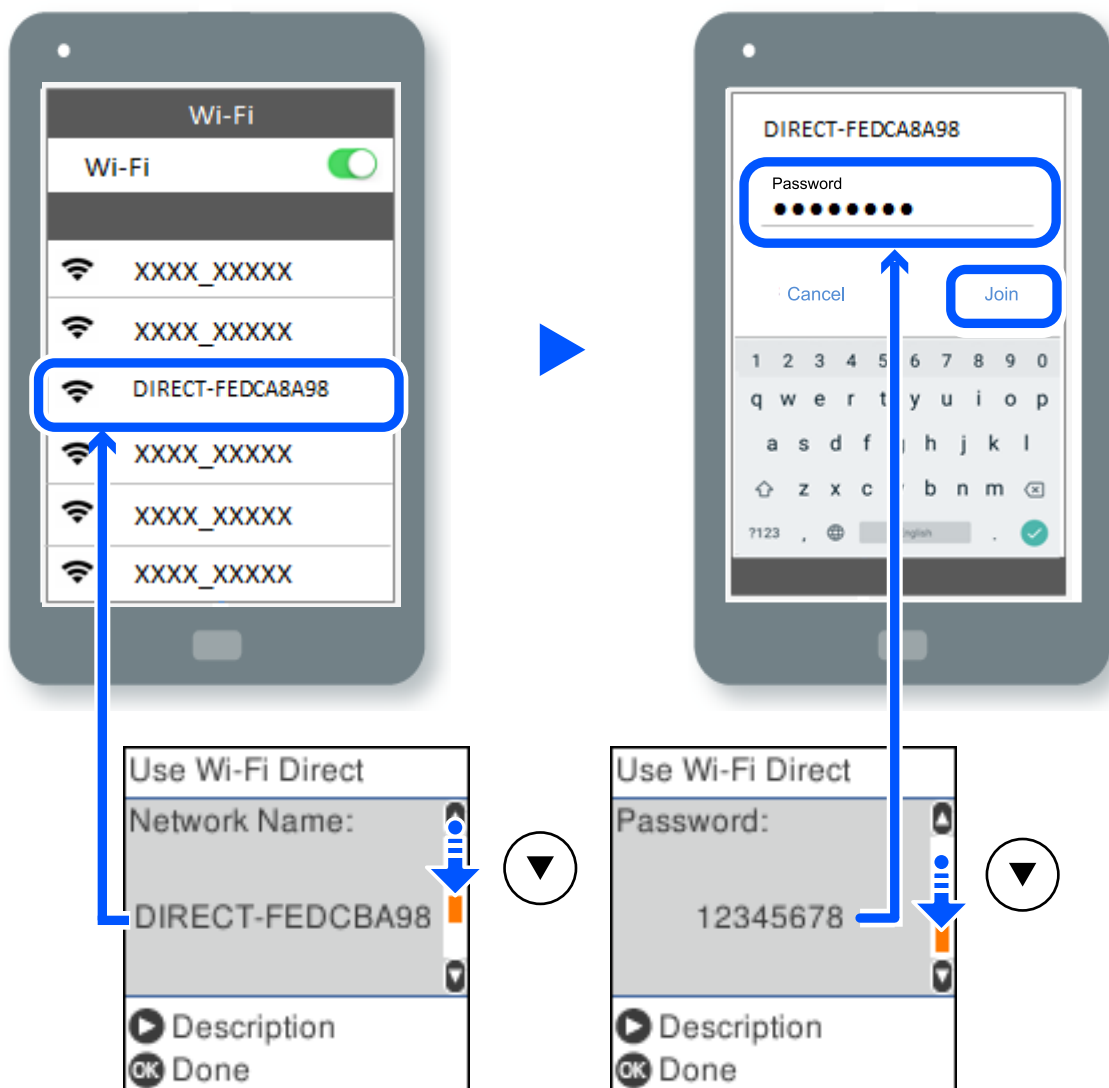 Wi-Fi
Wi-Fi
XXXX_XXXXX
XXXX_XXXXX
DIRECT-FEDCA8A98
XXXX_XXXXX
XXXX_XXXXX
XXXX_XXXXX
DIRECT-FEDCA8A98
Password
Cancel
Join
1 2 3 4 5 6 7 8 9 0
q w e r t y u i o p
a s d f j h j k l
z x c b n m
?123 , .
Use Wi-Fi Direct
Network Name:
DIRECT-FEDCBA98
Description
OK Done
Use Wi-Fi Direct
Password:
12345678
Description
OK Done